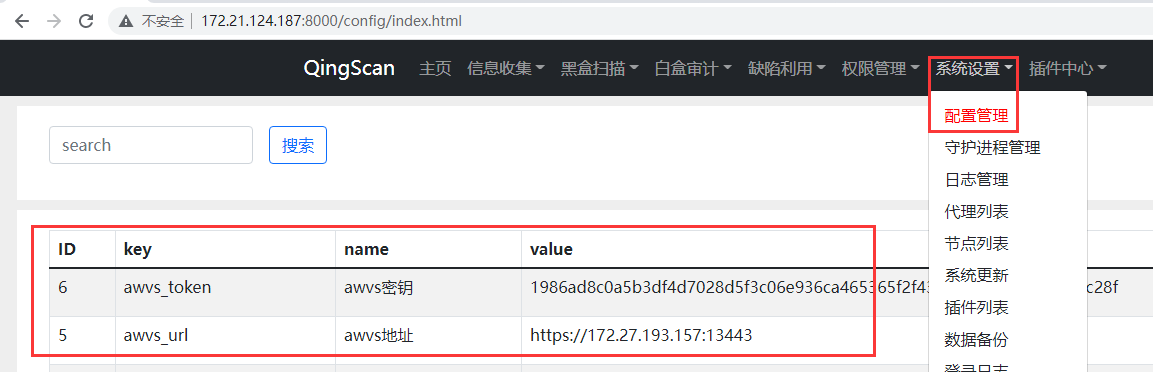 不安全 172.21.124.187:8000/config/index.html
QingScan 主页 信息收集 黑盒扫描 白盒审计 缺陷利用 权限管理 系统设置 插件中心
配置管理
search 搜索
守护进程管理
日志管理
代理列表
节点列表
ID key name value
系统更新
6 awvs_token awvs密钥 1986ad8c0a5b3df4d7028d5f3c06e936ca465365f2f43 c28f
插件列表
5 awvs_url awvs地址 https://172.27.193.157:13443
数据备份
登录日志